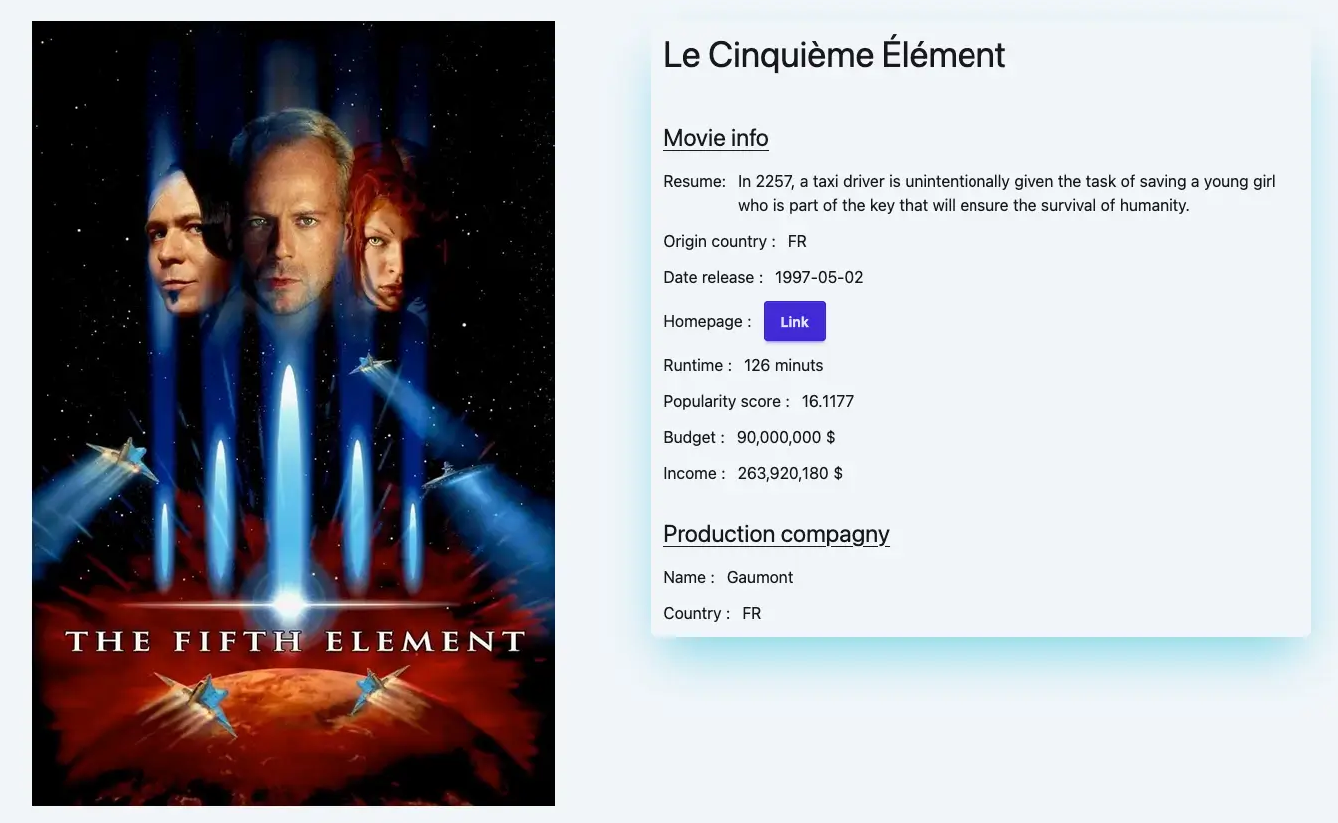 THE FIFTH ELEMENT
Le Cinquième Élément
Movie info
Resume: In 2257, a taxi driver is unintentionally given the task of saving a young girl
who is part of the key that will ensure the survival of humanity.
Origin country : FR
Date release : 1997-05-02
Homepage : Link
Runtime : 126 minuts
Popularity score : 16.1177
Budget : 90,000,000 $
Income : 263,920,180 $
Production compagny
Name : Gaumont
Country : FR